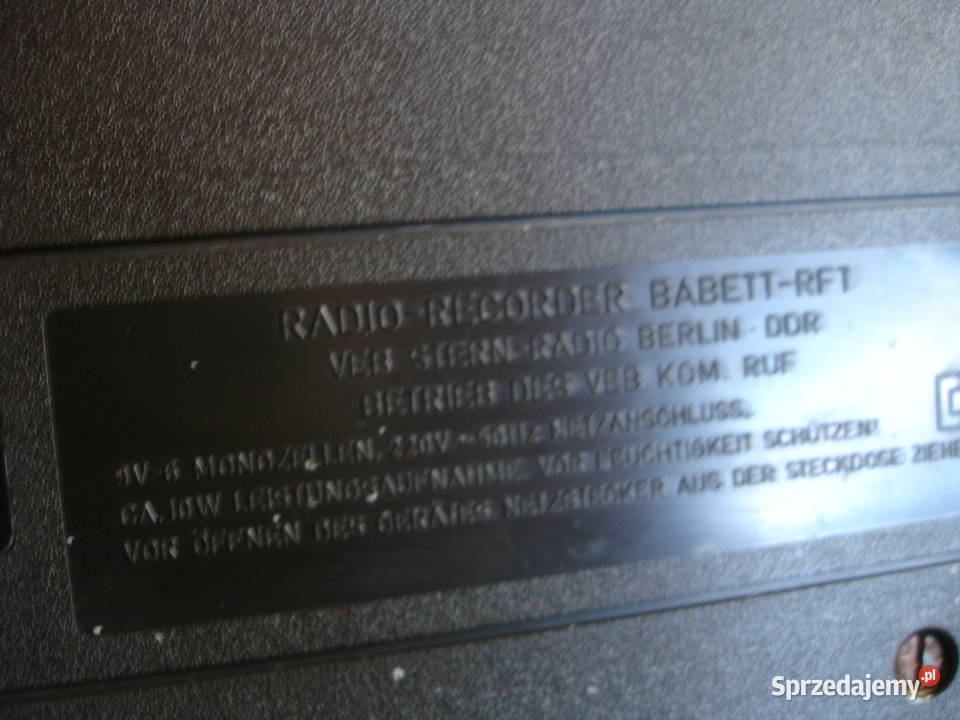 RADIO-RECORDER BABETT-RFT
VEB STERN-RADIO BERLIN-DDR
BETRIEB DES VEB KOM. RUF
9V-6 MONOZELLEN, 220V~50HZ NETZANSCHLUSS,
CA. 10W LEISTUNGSAUFNAHME VOR FEUCHTIGKEIT SCHÜTZEN!
VOR ÖFFNEN DES GERÄTES NETZSTECKER AUS DER STECKDOSE ZIEHE
Sprzedajemy.pl